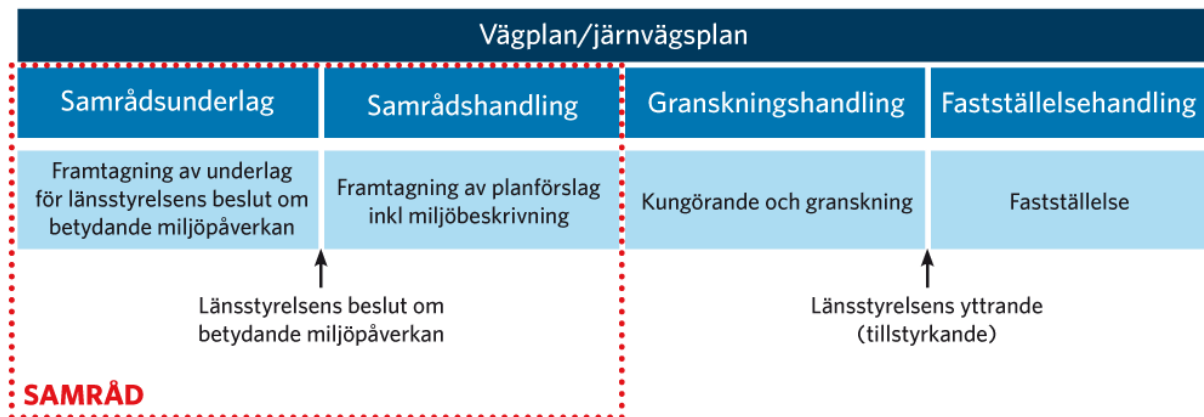 Vägplan/järnvägsplan
Samrådsunderlag
Samrådshandling
Granskningshandling
Fastställelsehandling
Framtagning av underlag
för länsstyrelsens beslut om
betydande miljöpåverkan
Framtagning av planförslag
inkl miljöbeskrivning
Kungörande och granskning
Fastställelse
Länsstyrelsens beslut om
betydande miljöpåverkan
Länsstyrelsens yttrande
(tillstyrkande)
SAMRÅD